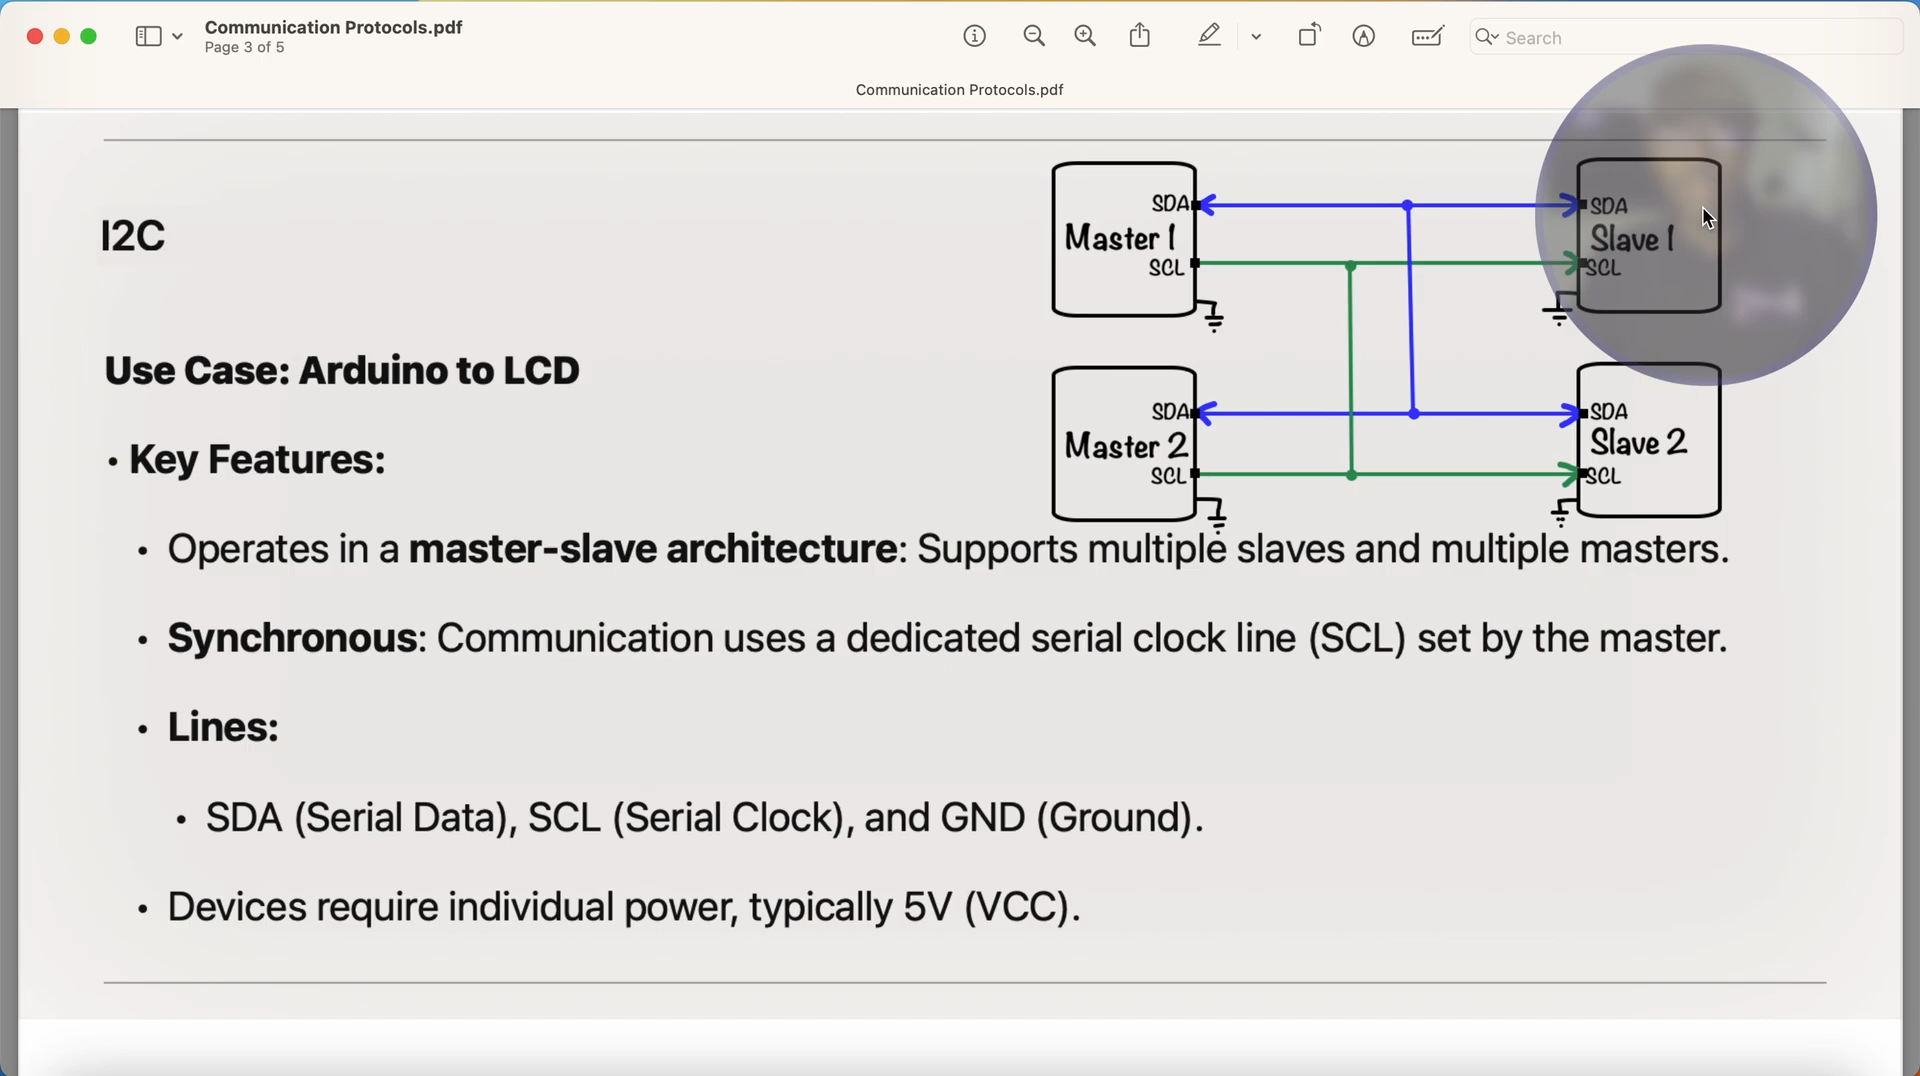 Communication Protocols.pdf
Page 3 of 5
Search
Communication Protocols.pdf
I2C
SDA
Master 1
SCL
SDA
Slave 1
SCL
SDA
Master 2
SCL
SDA
Slave 2
SCL
Use Case: Arduino to LCD
• Key Features:
• Operates in a master-slave architecture: Supports multiple slaves and multiple masters.
• Synchronous: Communication uses a dedicated serial clock line (SCL) set by the master.
• Lines:
• SDA (Serial Data), SCL (Serial Clock), and GND (Ground).
• Devices require individual power, typically 5V (VCC).